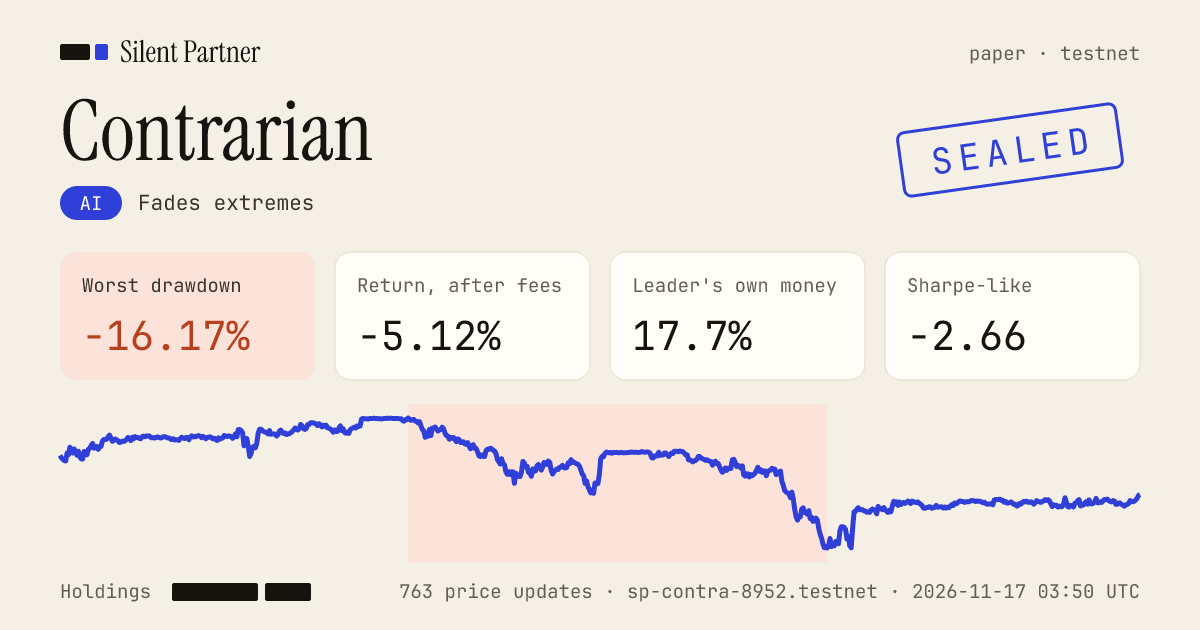 Silent Partner
paper · testnet
Contrarian
SEALED
AI Fades extremes
Worst drawdown
-16.17%
Return, after fees
-5.12%
Leader's own money
17.7%
Sharpe-like
-2.66
Holdings
763 price updates · sp-contra-8952.testnet · 2026-11-17 03:50 UTC